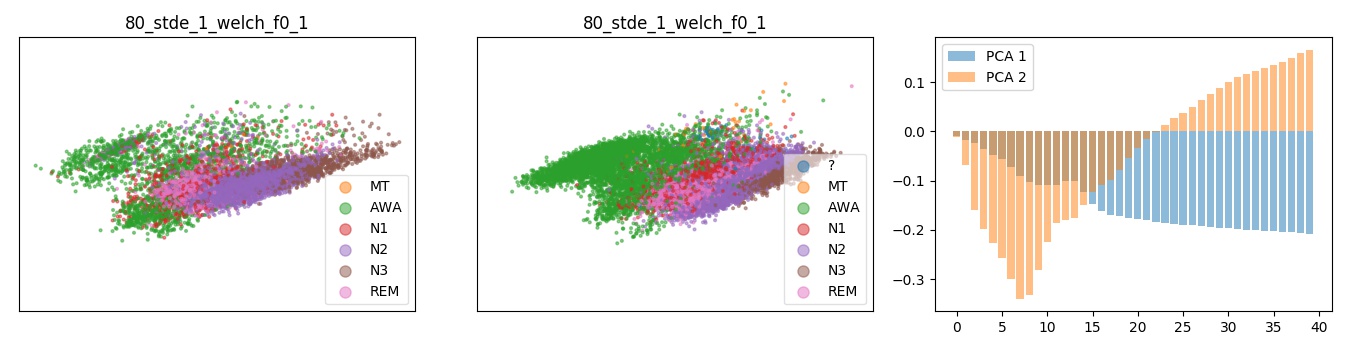 80_stde_1_welch_f0_1
MT
AWA
N1
N2
N3
REM
80_stde_1_welch_f0_1
?
MT
AWA
N1
N2
N3
REM
PCA 1
PCA 2
0.1
0.0
−0.1
−0.2
−0.3
0 5 10 15 20 25 30 35 40